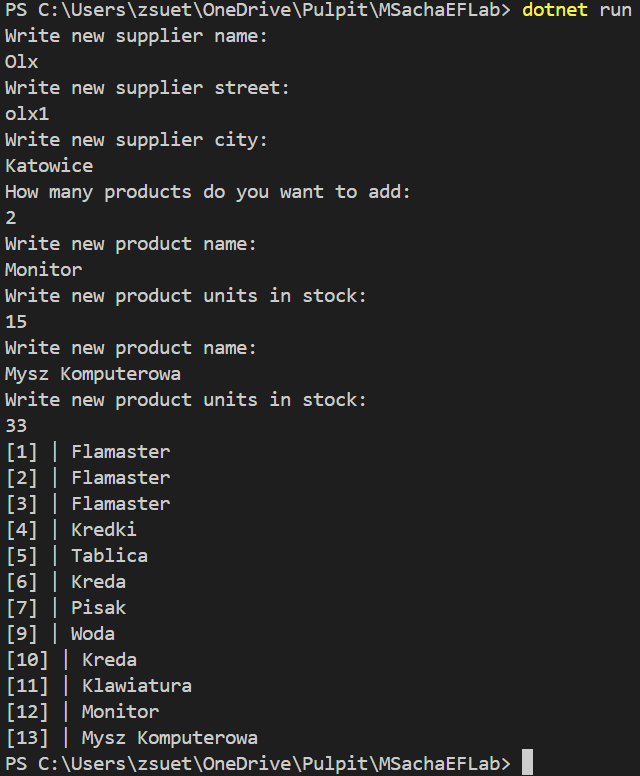 PS C:\Users\zsuet\OneDrive\Pulpit\MSachaEFLab> dotnet run
Write new supplier name:
Olx
Write new supplier street:
olx1
Write new supplier city:
Katowice
How many products do you want to add:
2
Write new product name:
Monitor
Write new product units in stock:
15
Write new product name:
Mysz Komputerowa
Write new product units in stock:
33
[1] | Flamaster
[2] | Flamaster
[3] | Flamaster
[4] | Kredki
[5] | Tablica
[6] | Kreda
[7] | Pisak
[9] | Woda
[10] | Kreda
[11] | Klawiatura
[12] | Monitor
[13] | Mysz Komputerowa
PS C:\Users\zsuet\OneDrive\Pulpit\MSachaEFLab>